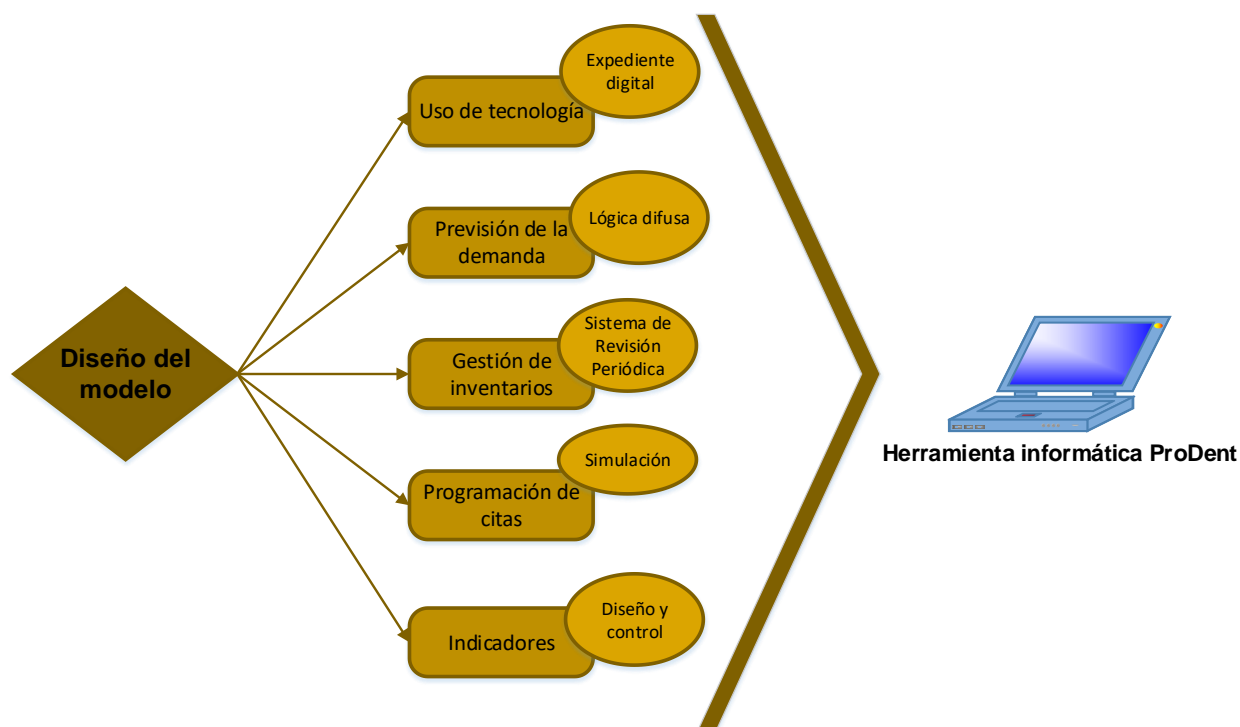 Expediente
digital
Uso de tecnología
Lógica difusa
Previsión de la
demanda
Sistema de
Revisión
Periódica
Gestión de
inventarios
Diseño del
modelo
Simulación
Programación de
citas
Diseño y
control
Indicadores
Herramienta informática ProDent